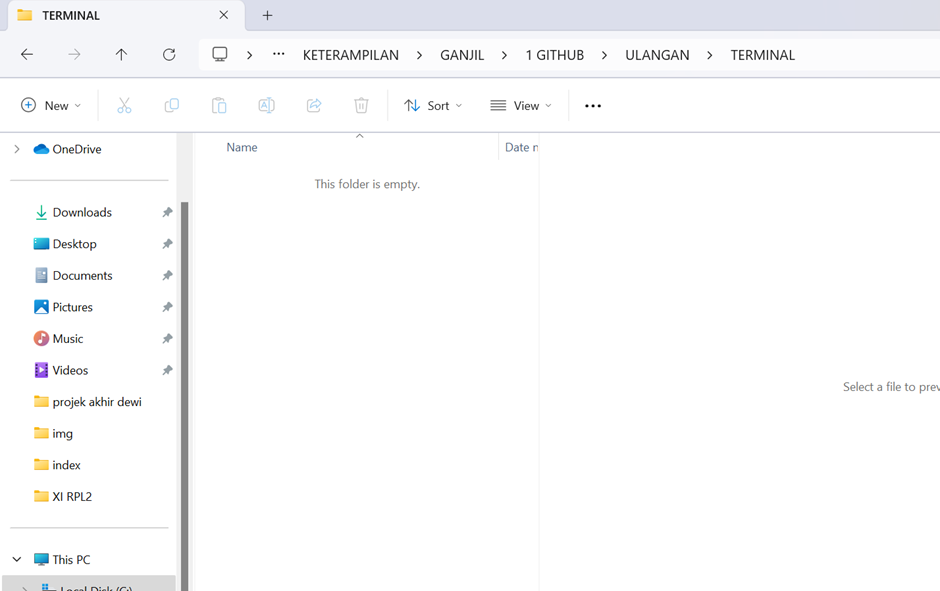 TERMINAL
KETERAMPILAN GANJIL 1 GITHUB ULANGAN TERMINAL
New Sort View
OneDrive
Downloads
Desktop
Documents
Pictures
Music
Videos
projek akhir dewi
img
index
XI RPL2
This PC
Local Disk (C:)
Name Date n
This folder is empty.
Select a file to prev